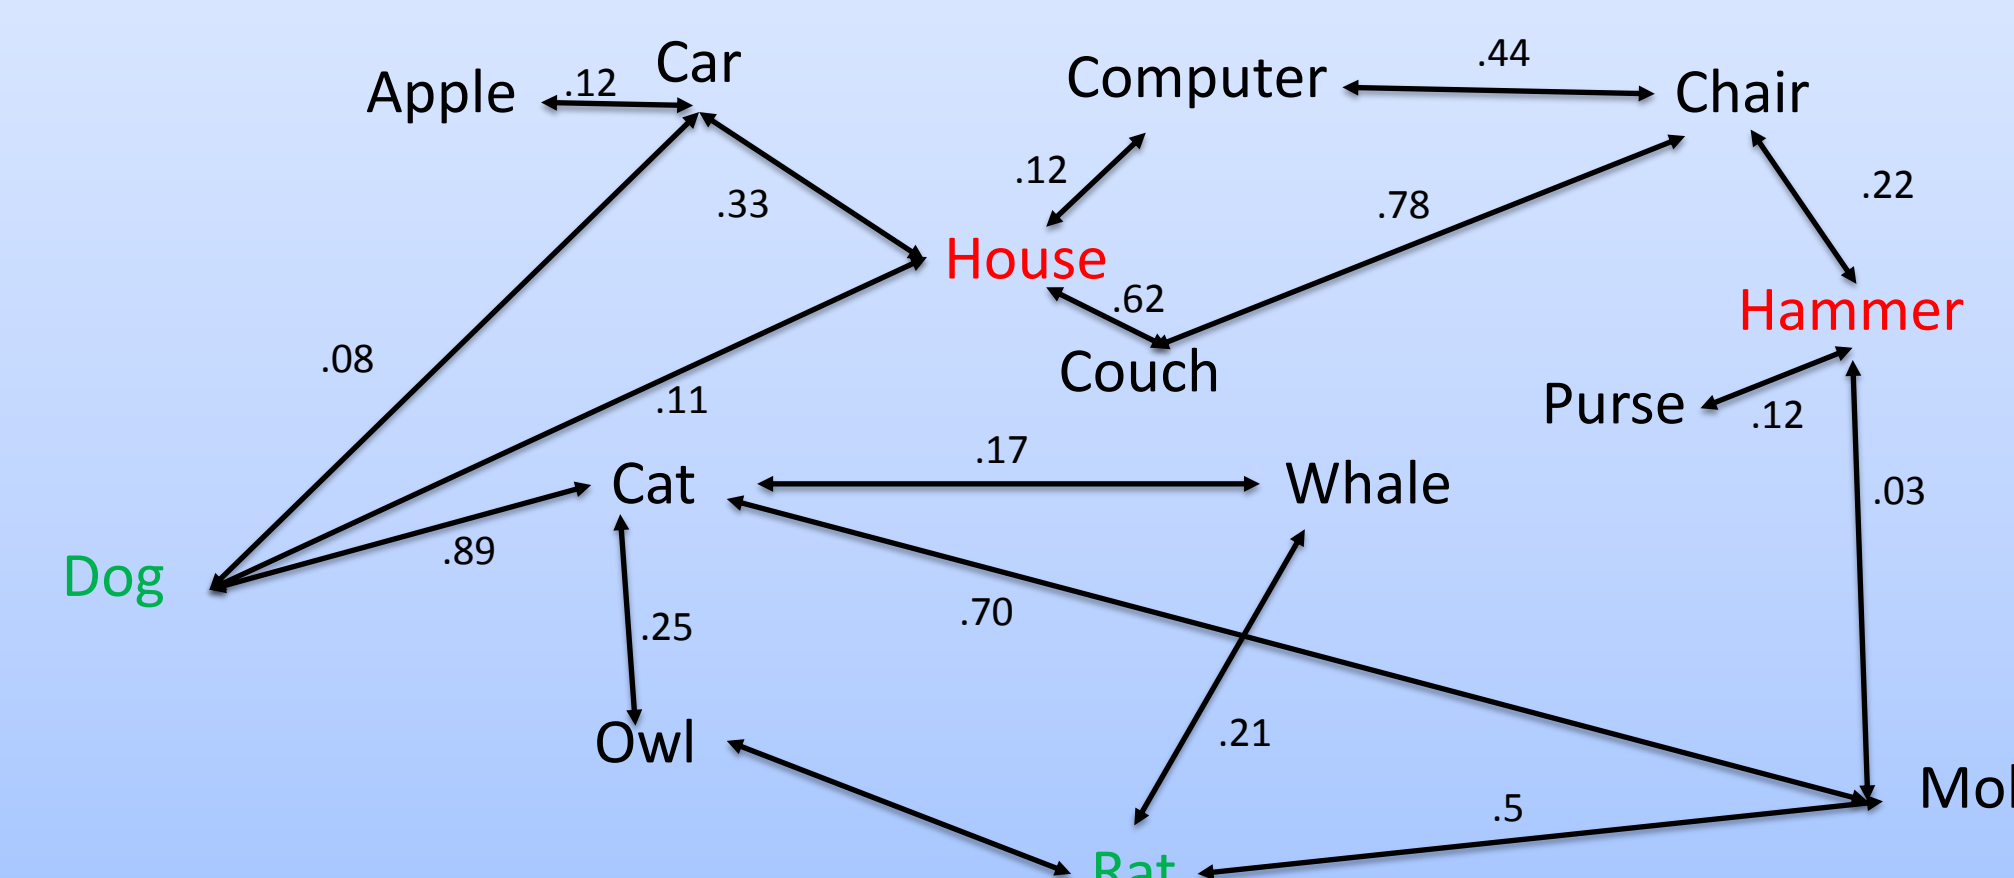 Car
Apple
.12
Computer
.44
Chair
.12
.33
.78
.22
House
.62
Hammer
.08
Couch
.11
Purse
.12
.17
Cat
Whale
.03
.89
Dog
.70
.25
.21
Owl
.5
Rat